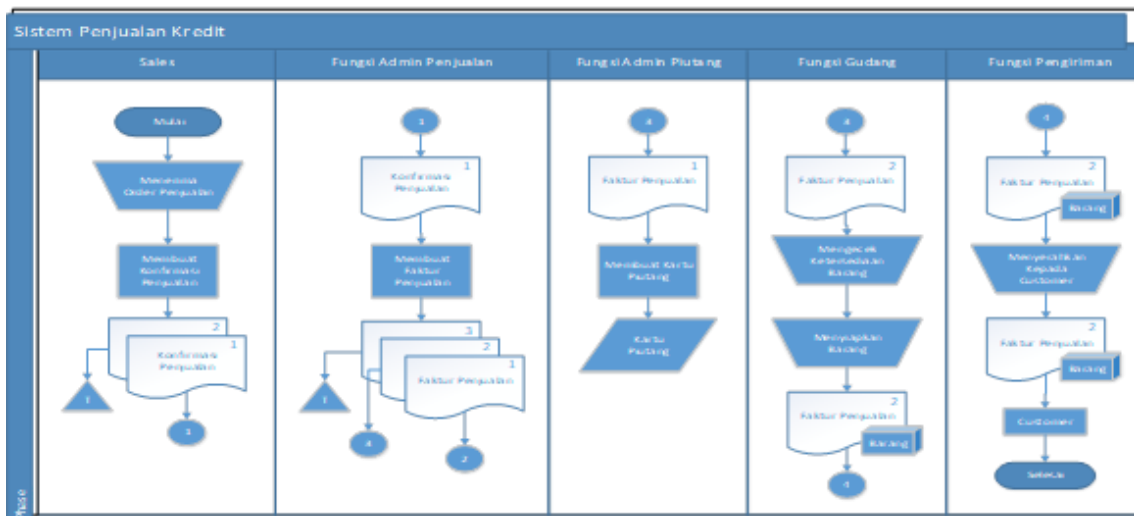 Sistem Penjualan Kredit
Sales
Fungsi Admin Penjualan
Fungsi Admin Piutang
Fungsi Gudang
Fungsi Pengiriman
Phase
Mulai
Menerima
Order Penjualan
Membuat
Konfirmasi
Penjualan
2
1
Konfirmasi
Penjualan
T
1
1
1
Konfirmasi
Penjualan
Membuat
Faktur
Penjualan
3
2
1
Faktur Penjualan
T
2
1
Faktur Penjualan
Membuat Kartu
Piutang
Kartu
Piutang
2
Faktur Penjualan
Mengecek
Ketersediaan
Barang
Menyiapkan
Barang
2
Faktur Penjualan
Barang
4
4
2
Faktur Penjualan
Barang
Menyerahkan
Kepada
Customer
2
Faktur Penjualan
Barang
Customer
Selesai